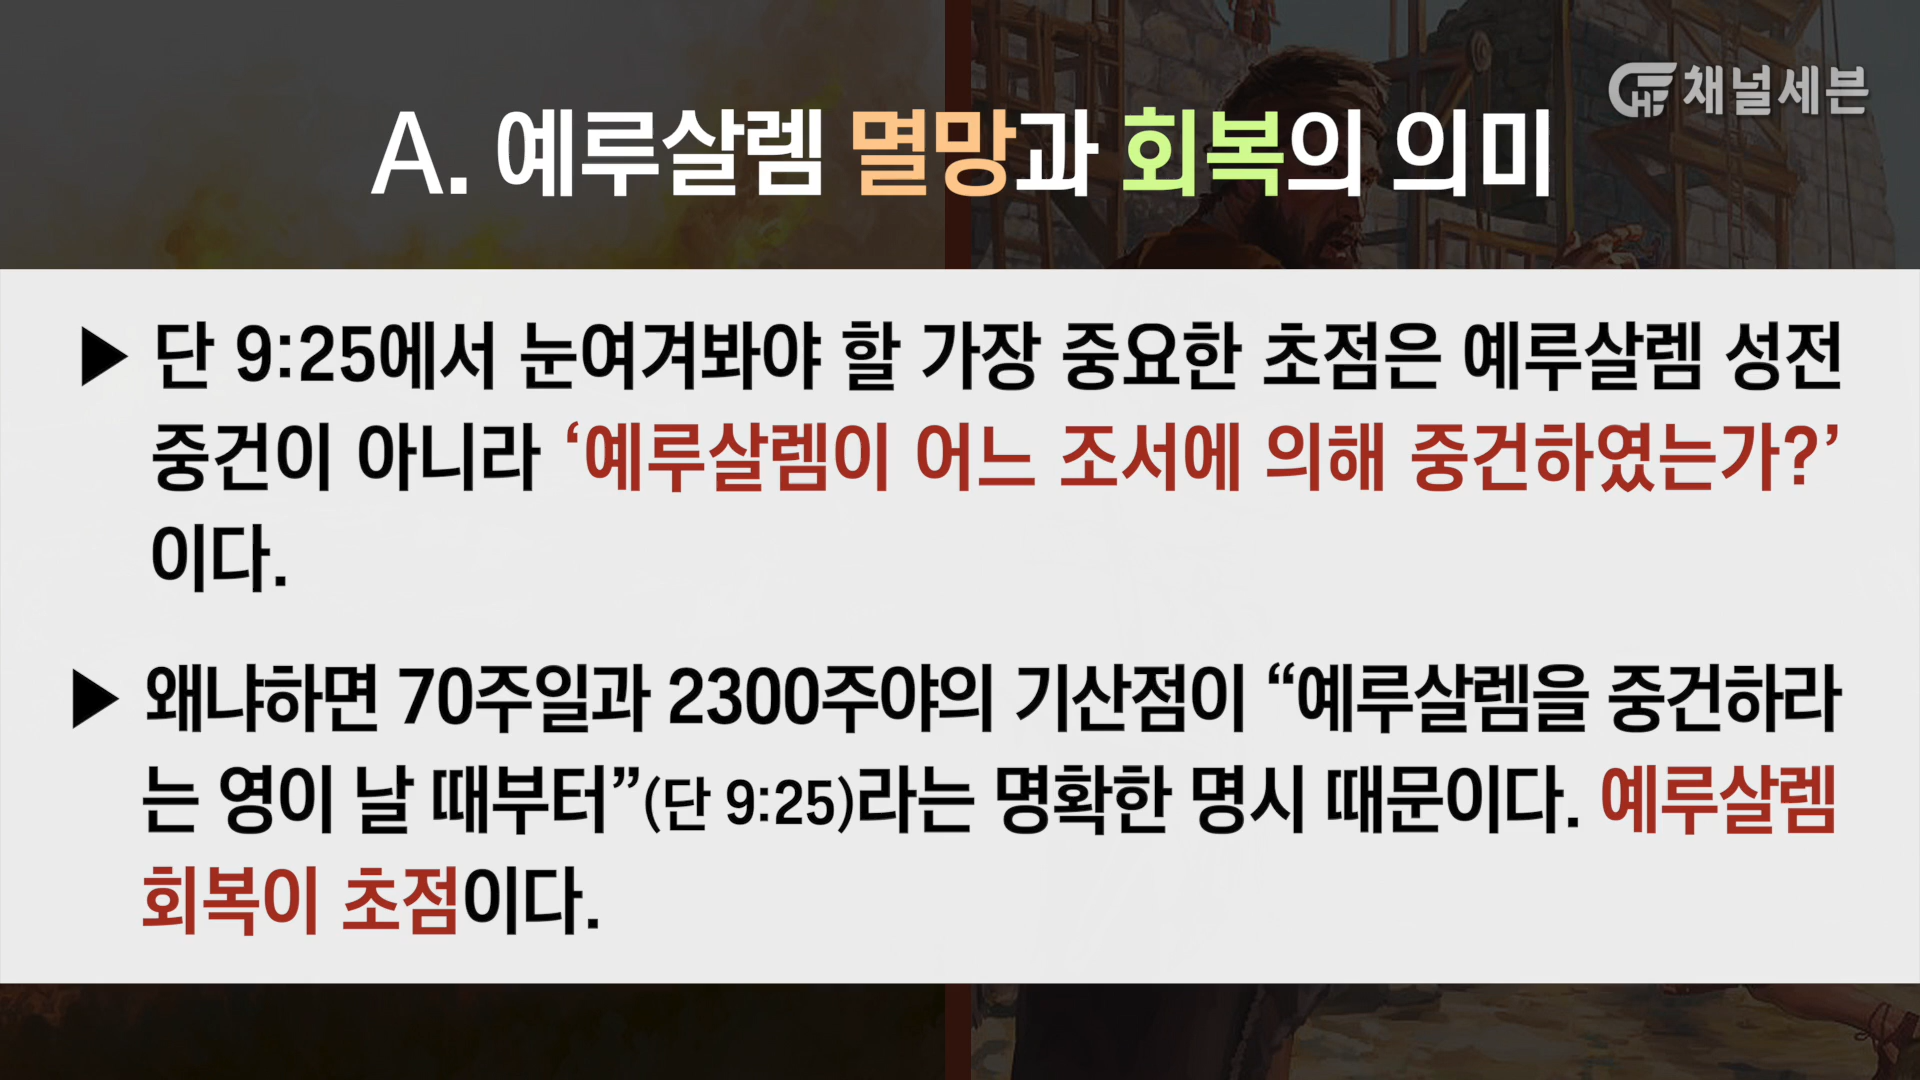 채널세븐
A. 예루살렘 멸망과 회복의 의미
▶ 단 9:25에서 눈여겨봐야 할 가장 중요한 초점은 예루살렘 성전
중건이 아니라 ‘예루살렘이 어느 조서에 의해 중건하였는가?’
이다.
▶ 왜냐하면 70주일과 2300주야의 기산점이 “예루살렘을 중건하라
는 영이 날 때부터”(단 9:25)라는 명확한 명시 때문이다. 예루살렘
회복이 초점이다.